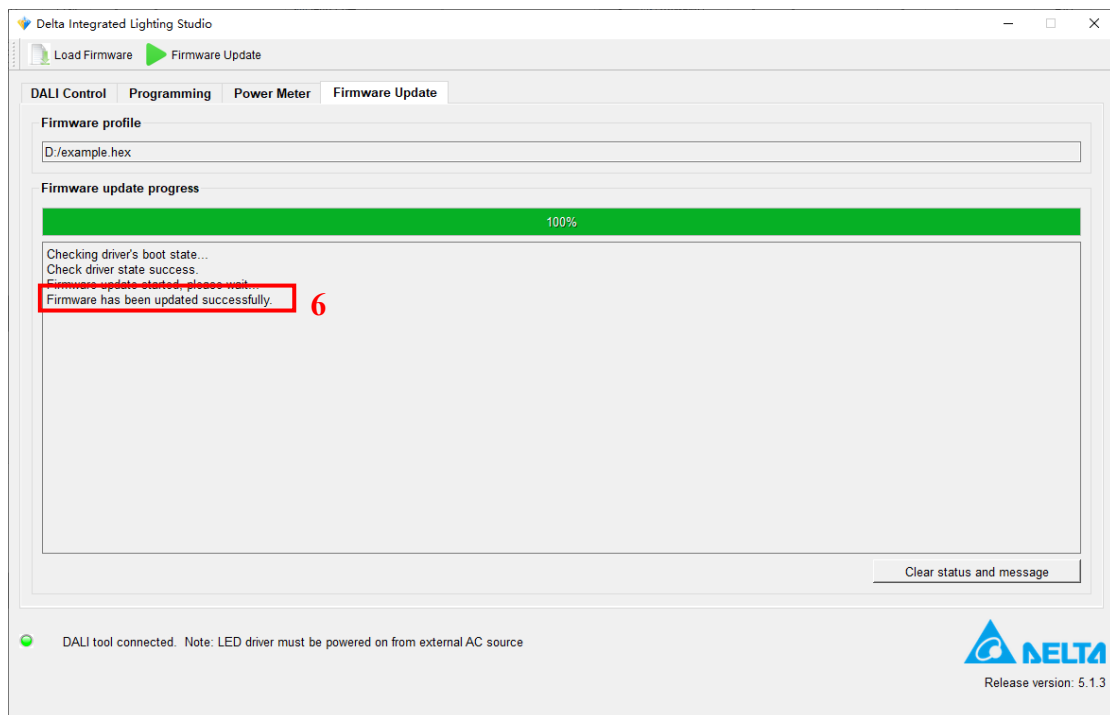 Delta Integrated Lighting Studio
Load Firmware Firmware Update
DALI Control Programming Power Meter Firmware Update
Firmware profile
D:/example.hex
Firmware update progress
100%
Checking driver's boot state...
Check driver state success.
Firmware update started, please wait...
Firmware has been updated successfully.
6
Clear status and message
DALI tool connected. Note: LED driver must be powered on from external AC source
DELTA
Release version: 5.1.3